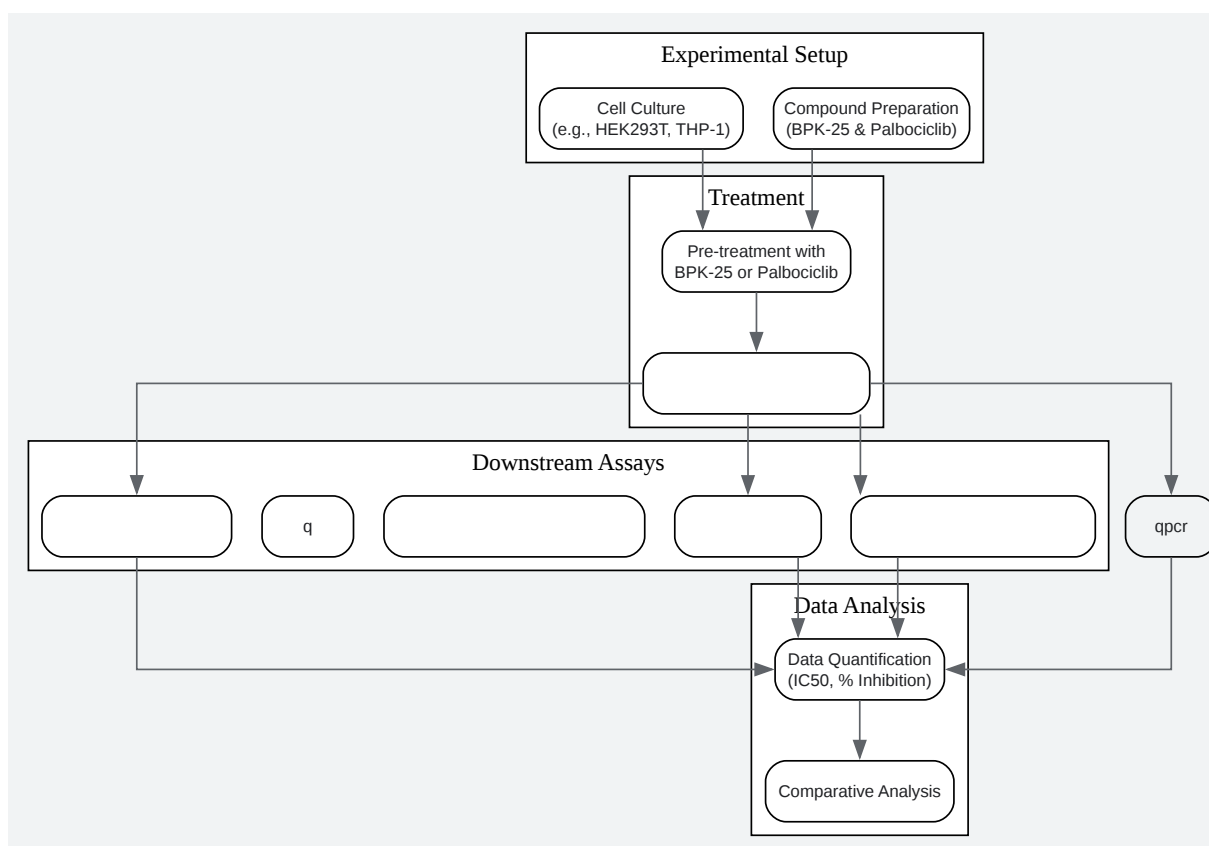 Experimental Setup
Cell Culture
(e.g., HEK293T, THP-1)
Compound Preparation
(BPK-25 & Palbociclib)
Treatment
Pre-treatment with
BPK-25 or Palbociclib
Downstream Assays
q
qpcr
Data Analysis
Data Quantification
(IC50, % Inhibition)
Comparative Analysis